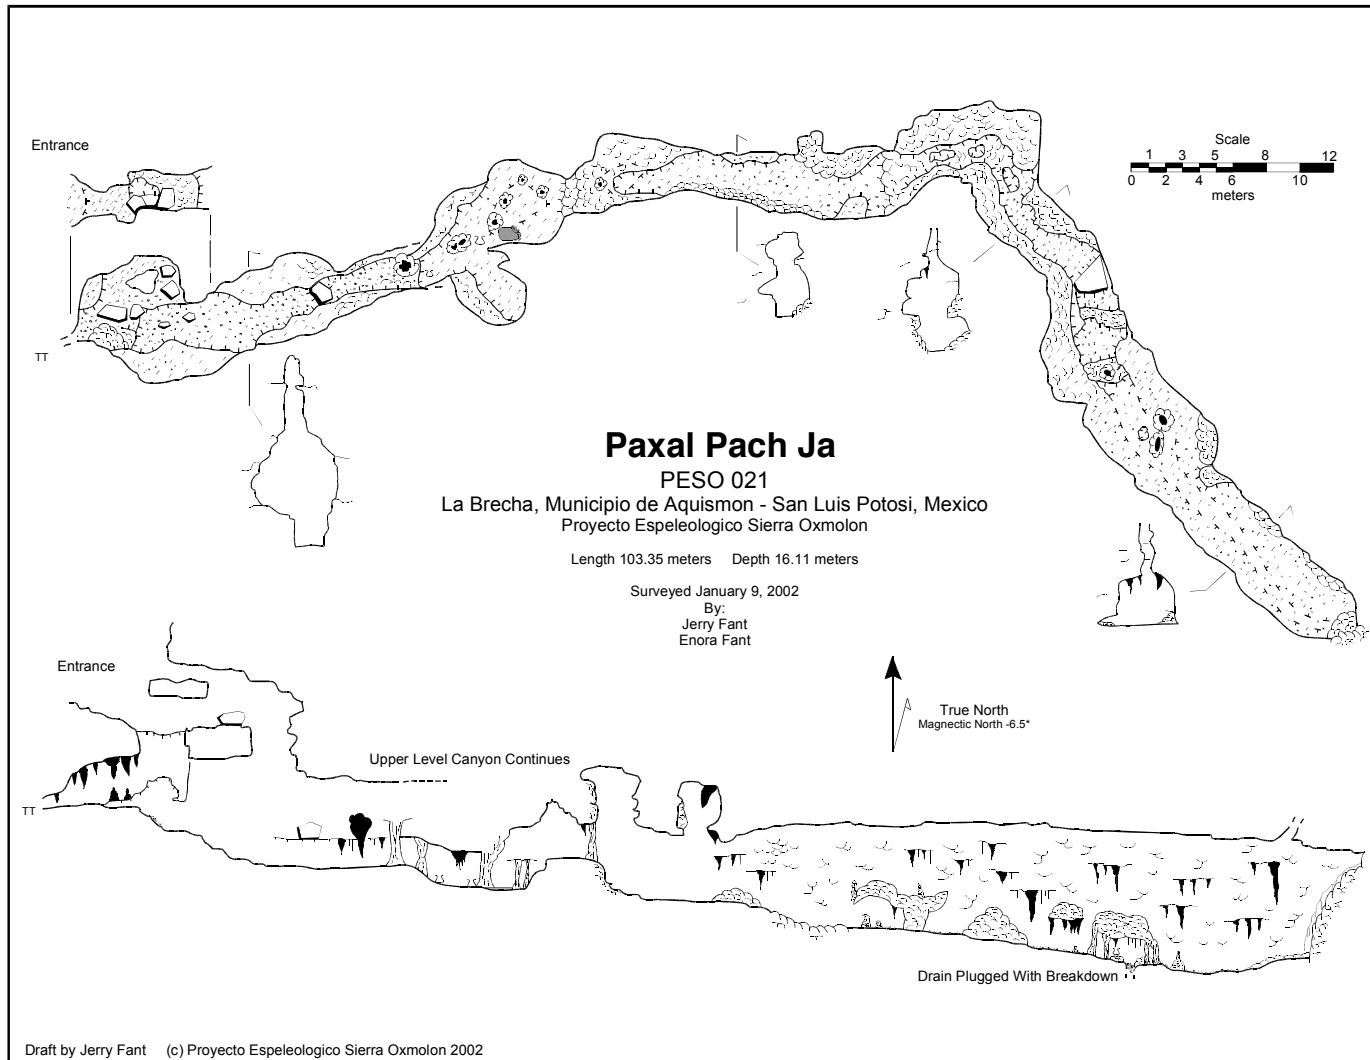 Entrance
Scale
1 3 5 8 12
0 2 4 6 10
meters
TT
Paxal Pach Ja
PESO 021
La Brecha, Municipio de Aquismon - San Luis Potosi, Mexico
Proyecto Espeleologico Sierra Oxmolon
Length 103.35 meters Depth 16.11 meters
Surveyed January 9, 2002
By:
Jerry Fant
Enora Fant
Entrance
True North
Magnectic North -6.5°
Upper Level Canyon Continues
TT
Drain Plugged With Breakdown
Draft by Jerry Fant (c) Proyecto Espeleologico Sierra Oxmolon 2002